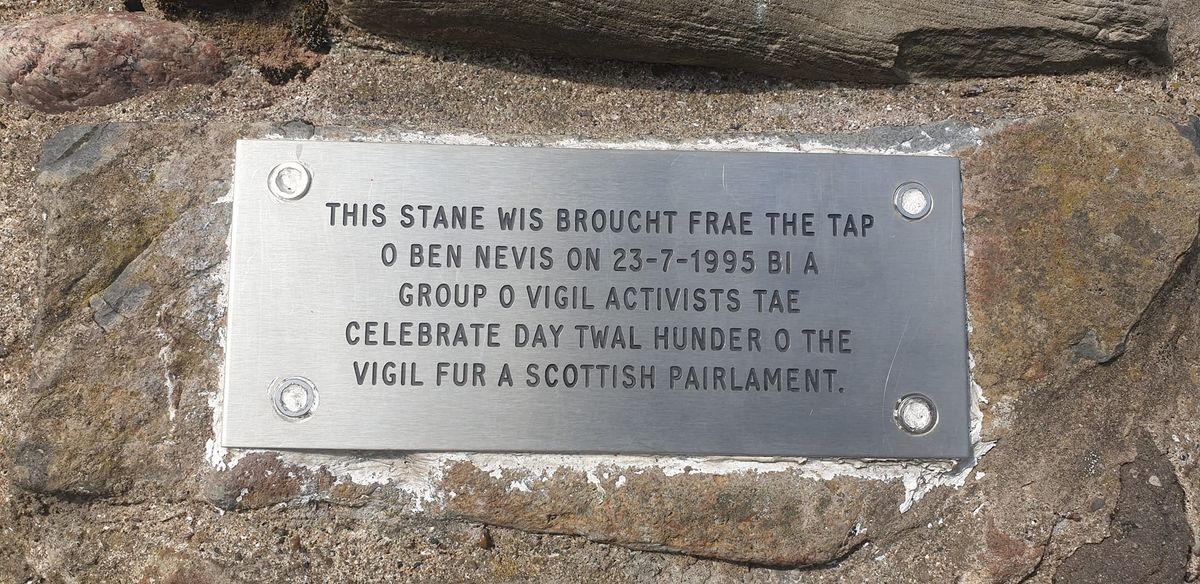 THIS STANE WIS BROUCHT FRAE THE TAP
O BEN NEVIS ON 23-7-1995 BI A
GROUP O VIGIL ACTIVISTS TAE
CELEBRATE DAY TWAL HUNDER O THE
VIGIL FUR A SCOTTISH PAIRLAMENT.